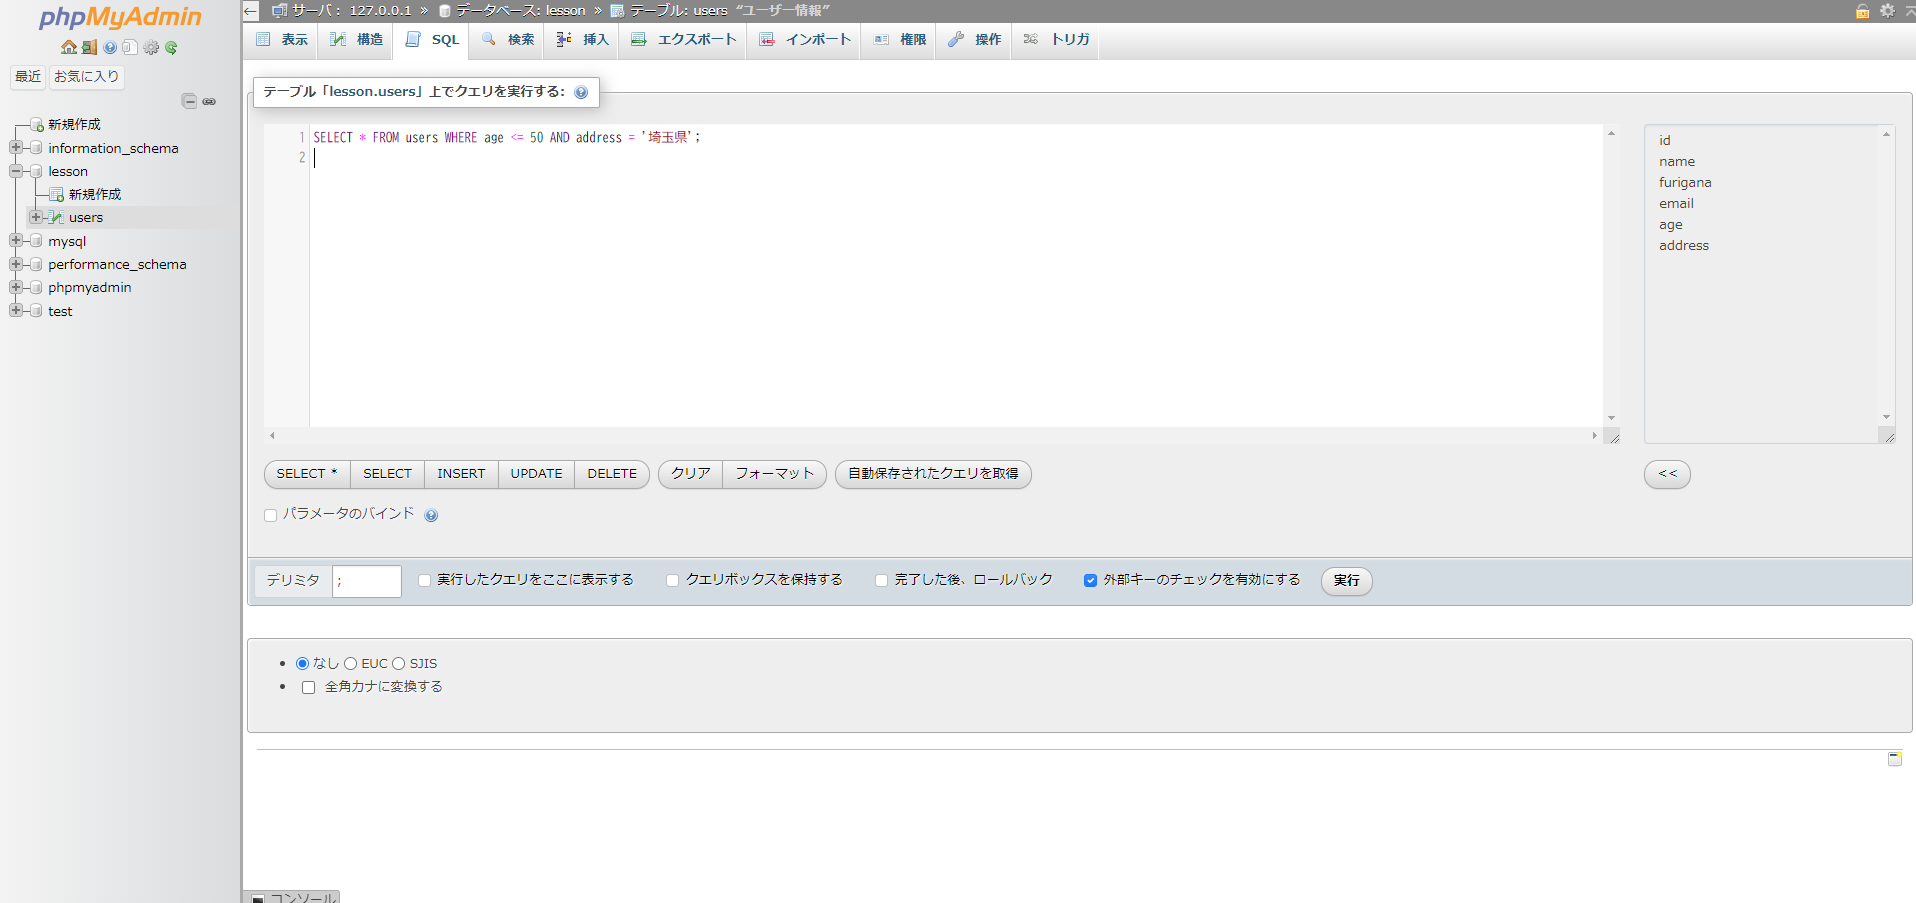 phpMyAdmin
最近 お気に入り
新規作成
information_schema
lesson
新規作成
users
mysql
performance_schema
phpmyadmin
test
サーバ： 127.0.0.1 » データベース: lesson » テーブル: users “ユーザー情報”
表示 構造 SQL 検索 挿入 エクスポート インポート 権限 操作 トリガ
テーブル「lesson.users」上でクエリを実行する:
1 SELECT * FROM users WHERE age <= 50 AND address = '埼玉県';
2
id
name
furigana
email
age
address
SELECT * SELECT INSERT UPDATE DELETE クリア フォーマット 自動保存されたクエリを取得 <<
パラメータのバインド
デリミタ ; 実行したクエリをここに表示する クエリボックスを保持する 完了した後、ロールバック 外部キーのチェックを有効にする 実行
なし EUC SJIS
全角カナに変換する
コンソール